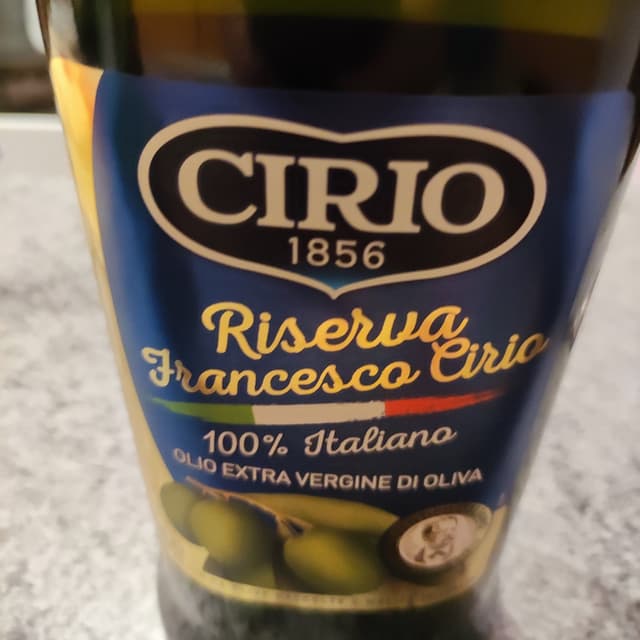 CIRIO
1856
Riserva
Francesco Cirio
100% Italiano
OLIO EXTRA VERGINE DI OLIVA